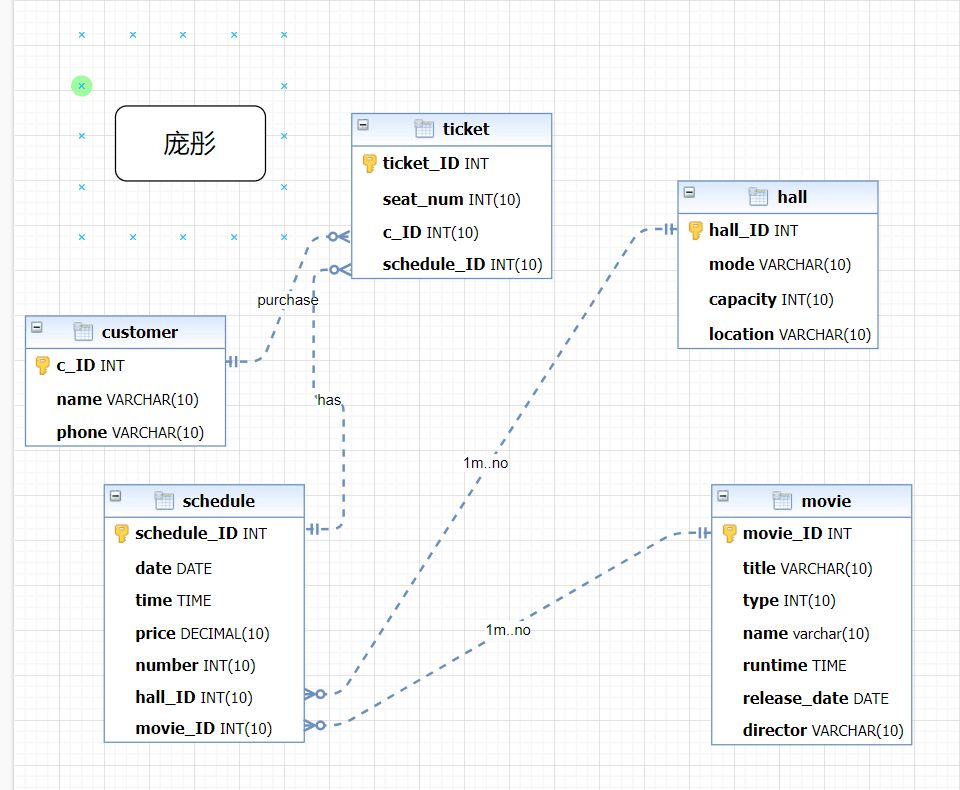 庞彤
ticket
ticket_ID INT
seat_num INT(10)
c_ID INT(10)
schedule_ID INT(10)
hall
hall_ID INT
mode VARCHAR(10)
capacity INT(10)
location VARCHAR(10)
purchase
customer
c_ID INT
name VARCHAR(10)
phone VARCHAR(10)
has
1m..no
schedule
schedule_ID INT
date DATE
time TIME
price DECIMAL(10)
number INT(10)
hall_ID INT(10)
movie_ID INT(10)
1m..no
movie
movie_ID INT
title VARCHAR(10)
type INT(10)
name varchar(10)
runtime TIME
release_date DATE
director VARCHAR(10)